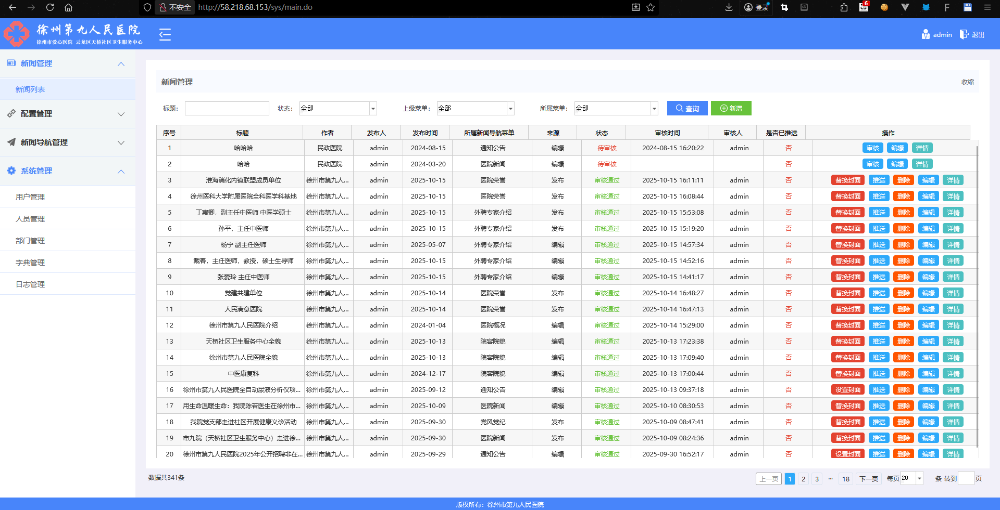 不安全 http://58.218.68.153/sys/main.do 登录 6
徐州第九人民医院
徐州市爱心医院 云龙区天桥社区卫生服务中心
admin 退出
新闻管理
新闻列表
配置管理
新闻导航管理
系统管理
用户管理
人员管理
部门管理
字典管理
日志管理
新闻管理 收缩
标题: 状态: 全部 上级菜单: 全部 所属菜单: 全部 查询 新增
序号 标题 作者 发布人 发布时间 所属新闻导航菜单 来源 状态 审核时间 审核人 是否已推送 操作
1 哈哈哈 民政医院 admin 2024-08-15 通知公告 编辑 待审核 2024-08-15 16:20:22 admin 否 审核 编辑 详情
2 哈哈 民政医院 admin 2024-03-20 医院新闻 编辑 待审核 否 审核 编辑 详情
3 淮海消化内镜联盟成员单位 徐州市第九人... admin 2025-10-15 医院荣誉 发布 审核通过 2025-10-15 16:11:11 admin 否 替换封面 推送 删除 编辑 详情
4 徐州医科大学附属医院全科医学科基地 徐州市第九人... admin 2025-10-15 医院荣誉 发布 审核通过 2025-10-15 16:08:44 admin 否 替换封面 推送 删除 编辑 详情
5 丁惠卿，副主任中医师 中医学硕士 徐州市第九人... admin 2025-10-15 外聘专家介绍 发布 审核通过 2025-10-15 15:53:08 admin 否 替换封面 推送 删除 编辑 详情
6 孙平，主任中医师 徐州市第九人... admin 2025-10-15 外聘专家介绍 发布 审核通过 2025-10-15 15:19:20 admin 否 替换封面 推送 删除 编辑 详情
7 杨宁 副主任医师 徐州市第九人... admin 2025-05-07 外聘专家介绍 编辑 审核通过 2025-10-15 14:57:34 admin 否 替换封面 推送 删除 编辑 详情
8 戴春，主任医师，教授，硕士生导师 徐州市第九人... admin 2025-10-15 外聘专家介绍 编辑 审核通过 2025-10-15 14:52:16 admin 否 替换封面 推送 删除 编辑 详情
9 张爱玲 主任中医师 徐州市第九人... admin 2025-10-15 外聘专家介绍 编辑 审核通过 2025-10-15 14:41:17 admin 否 替换封面 推送 删除 编辑 详情
10 党建共建单位 徐州市第九人... admin 2025-10-14 医院荣誉 发布 审核通过 2025-10-14 16:48:27 admin 否 替换封面 推送 删除 编辑 详情
11 人民满意医院 徐州市第九人... admin 2025-10-14 医院荣誉 发布 审核通过 2025-10-14 16:47:13 admin 否 替换封面 推送 删除 编辑 详情
12 徐州市第九人民医院介绍 徐州市第九人... admin 2024-01-04 医院概况 编辑 审核通过 2025-10-14 15:29:00 admin 否 替换封面 推送 删除 编辑 详情
13 天桥社区卫生服务中心全貌 徐州市第九人... admin 2025-10-13 院容院貌 编辑 审核通过 2025-10-13 17:23:38 admin 否 替换封面 推送 删除 编辑 详情
14 徐州市第九人民医院全貌 徐州市第九人... admin 2025-10-13 院容院貌 编辑 审核通过 2025-10-13 17:09:40 admin 否 替换封面 推送 删除 编辑 详情
15 中医康复科 徐州市第九人... admin 2024-12-17 院容院貌 编辑 审核通过 2025-10-13 17:00:44 admin 否 替换封面 推送 删除 编辑 详情
16 徐州市第九人民医院全自动尿液分析仪项... 徐州市第九人... admin 2025-09-12 通知公告 编辑 审核通过 2025-10-13 09:37:18 admin 否 设置封面 推送 删除 编辑 详情
17 用生命温暖生命：我院陈若医生在徐州市... 徐州市第九人... admin 2025-10-09 医院新闻 编辑 审核通过 2025-10-10 08:30:53 admin 否 替换封面 推送 删除 编辑 详情
18 我院党支部走进社区开展健康义诊活动 徐州市第九人... admin 2025-09-30 党风党纪 发布 审核通过 2025-10-09 08:47:41 admin 否 替换封面 推送 删除 编辑 详情
19 市九院（天桥社区卫生服务中心）走进徐... 徐州市第九人... admin 2025-09-30 医院新闻 发布 审核通过 2025-10-09 08:24:36 admin 否 替换封面 推送 删除 编辑 详情
20 徐州市第九人民医院2025年公开招聘非在... 徐州市第九人... admin 2025-09-29 通知公告 编辑 审核通过 2025-09-30 16:52:17 admin 否 设置封面 推送 删除 编辑 详情
数据共341条 上一页 1 2 3 ... 18 下一页 每页 20 条 转到 页
版权所有：徐州市第九人民医院